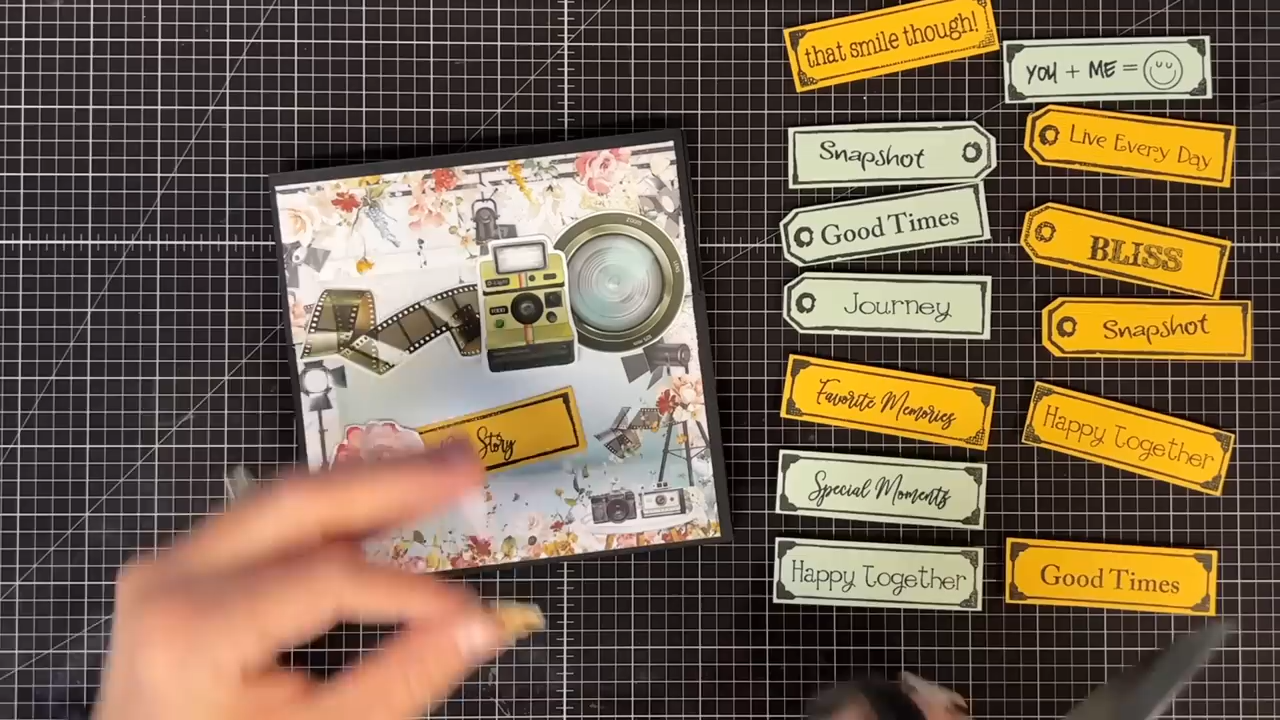 that smile though!
YOU + ME =
Snapshot
Live Every Day
Good Times
BLISS
Journey
Snapshot
Favorite Memories
Happy Together
Special Moments
Happy Together
Good Times
Story
ZOOM